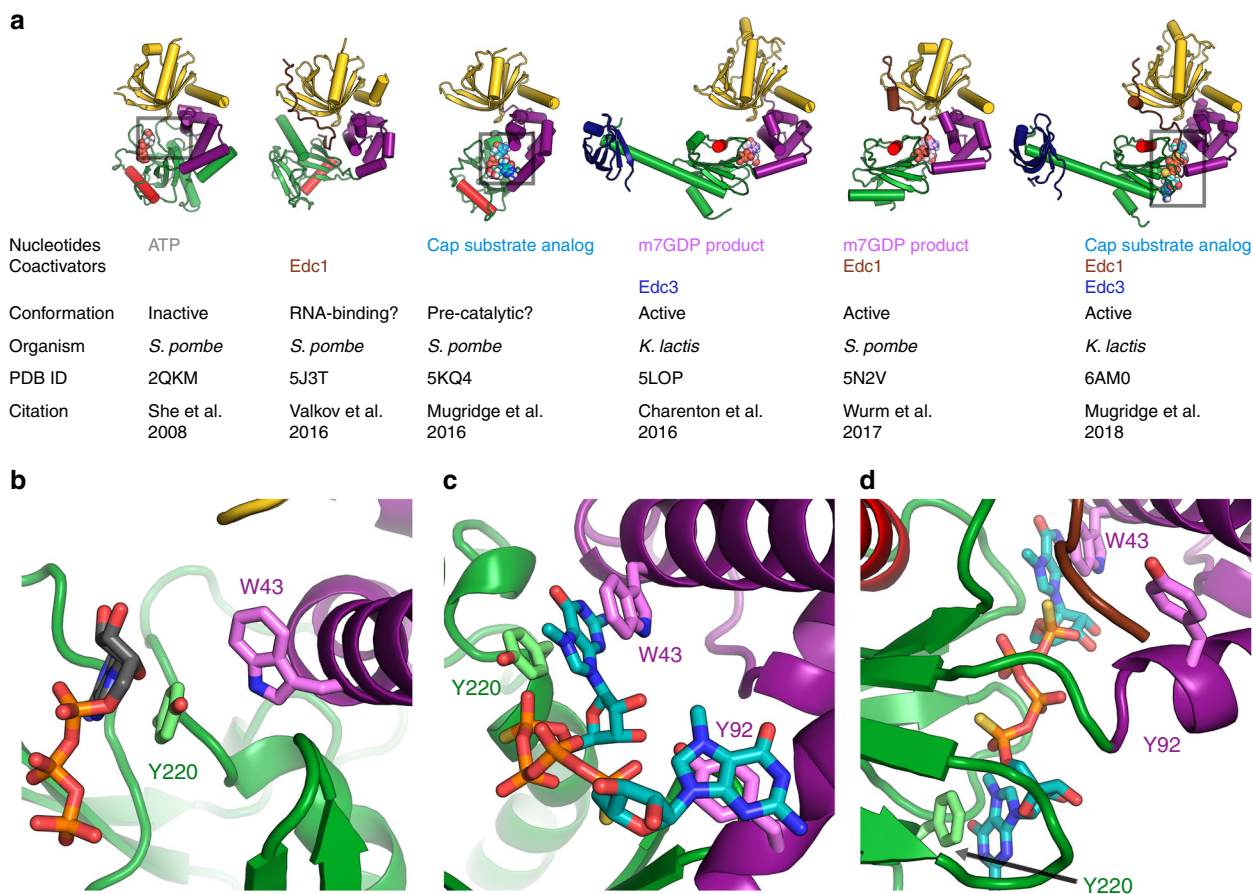 a
Nucleotides ATP Cap substrate analog m7GDP product m7GDP product Cap substrate analog
Coactivators Edc1 Edc1 Edc1
Edc3 Edc3
Conformation Inactive RNA-binding? Pre-catalytic? Active Active Active
Organism S. pombe S. pombe S. pombe K. lactis S. pombe K. lactis
PDB ID 2QKM 5J3T 5KQ4 5LOP 5N2V 6AM0
Citation She et al. Valkov et al. Mugridge et al. Charenton et al. Wurm et al. Mugridge et al.
2008 2016 2016 2016 2017 2018
b
W43
Y220
c
W43
Y220
Y92
d
W43
Y92
Y220